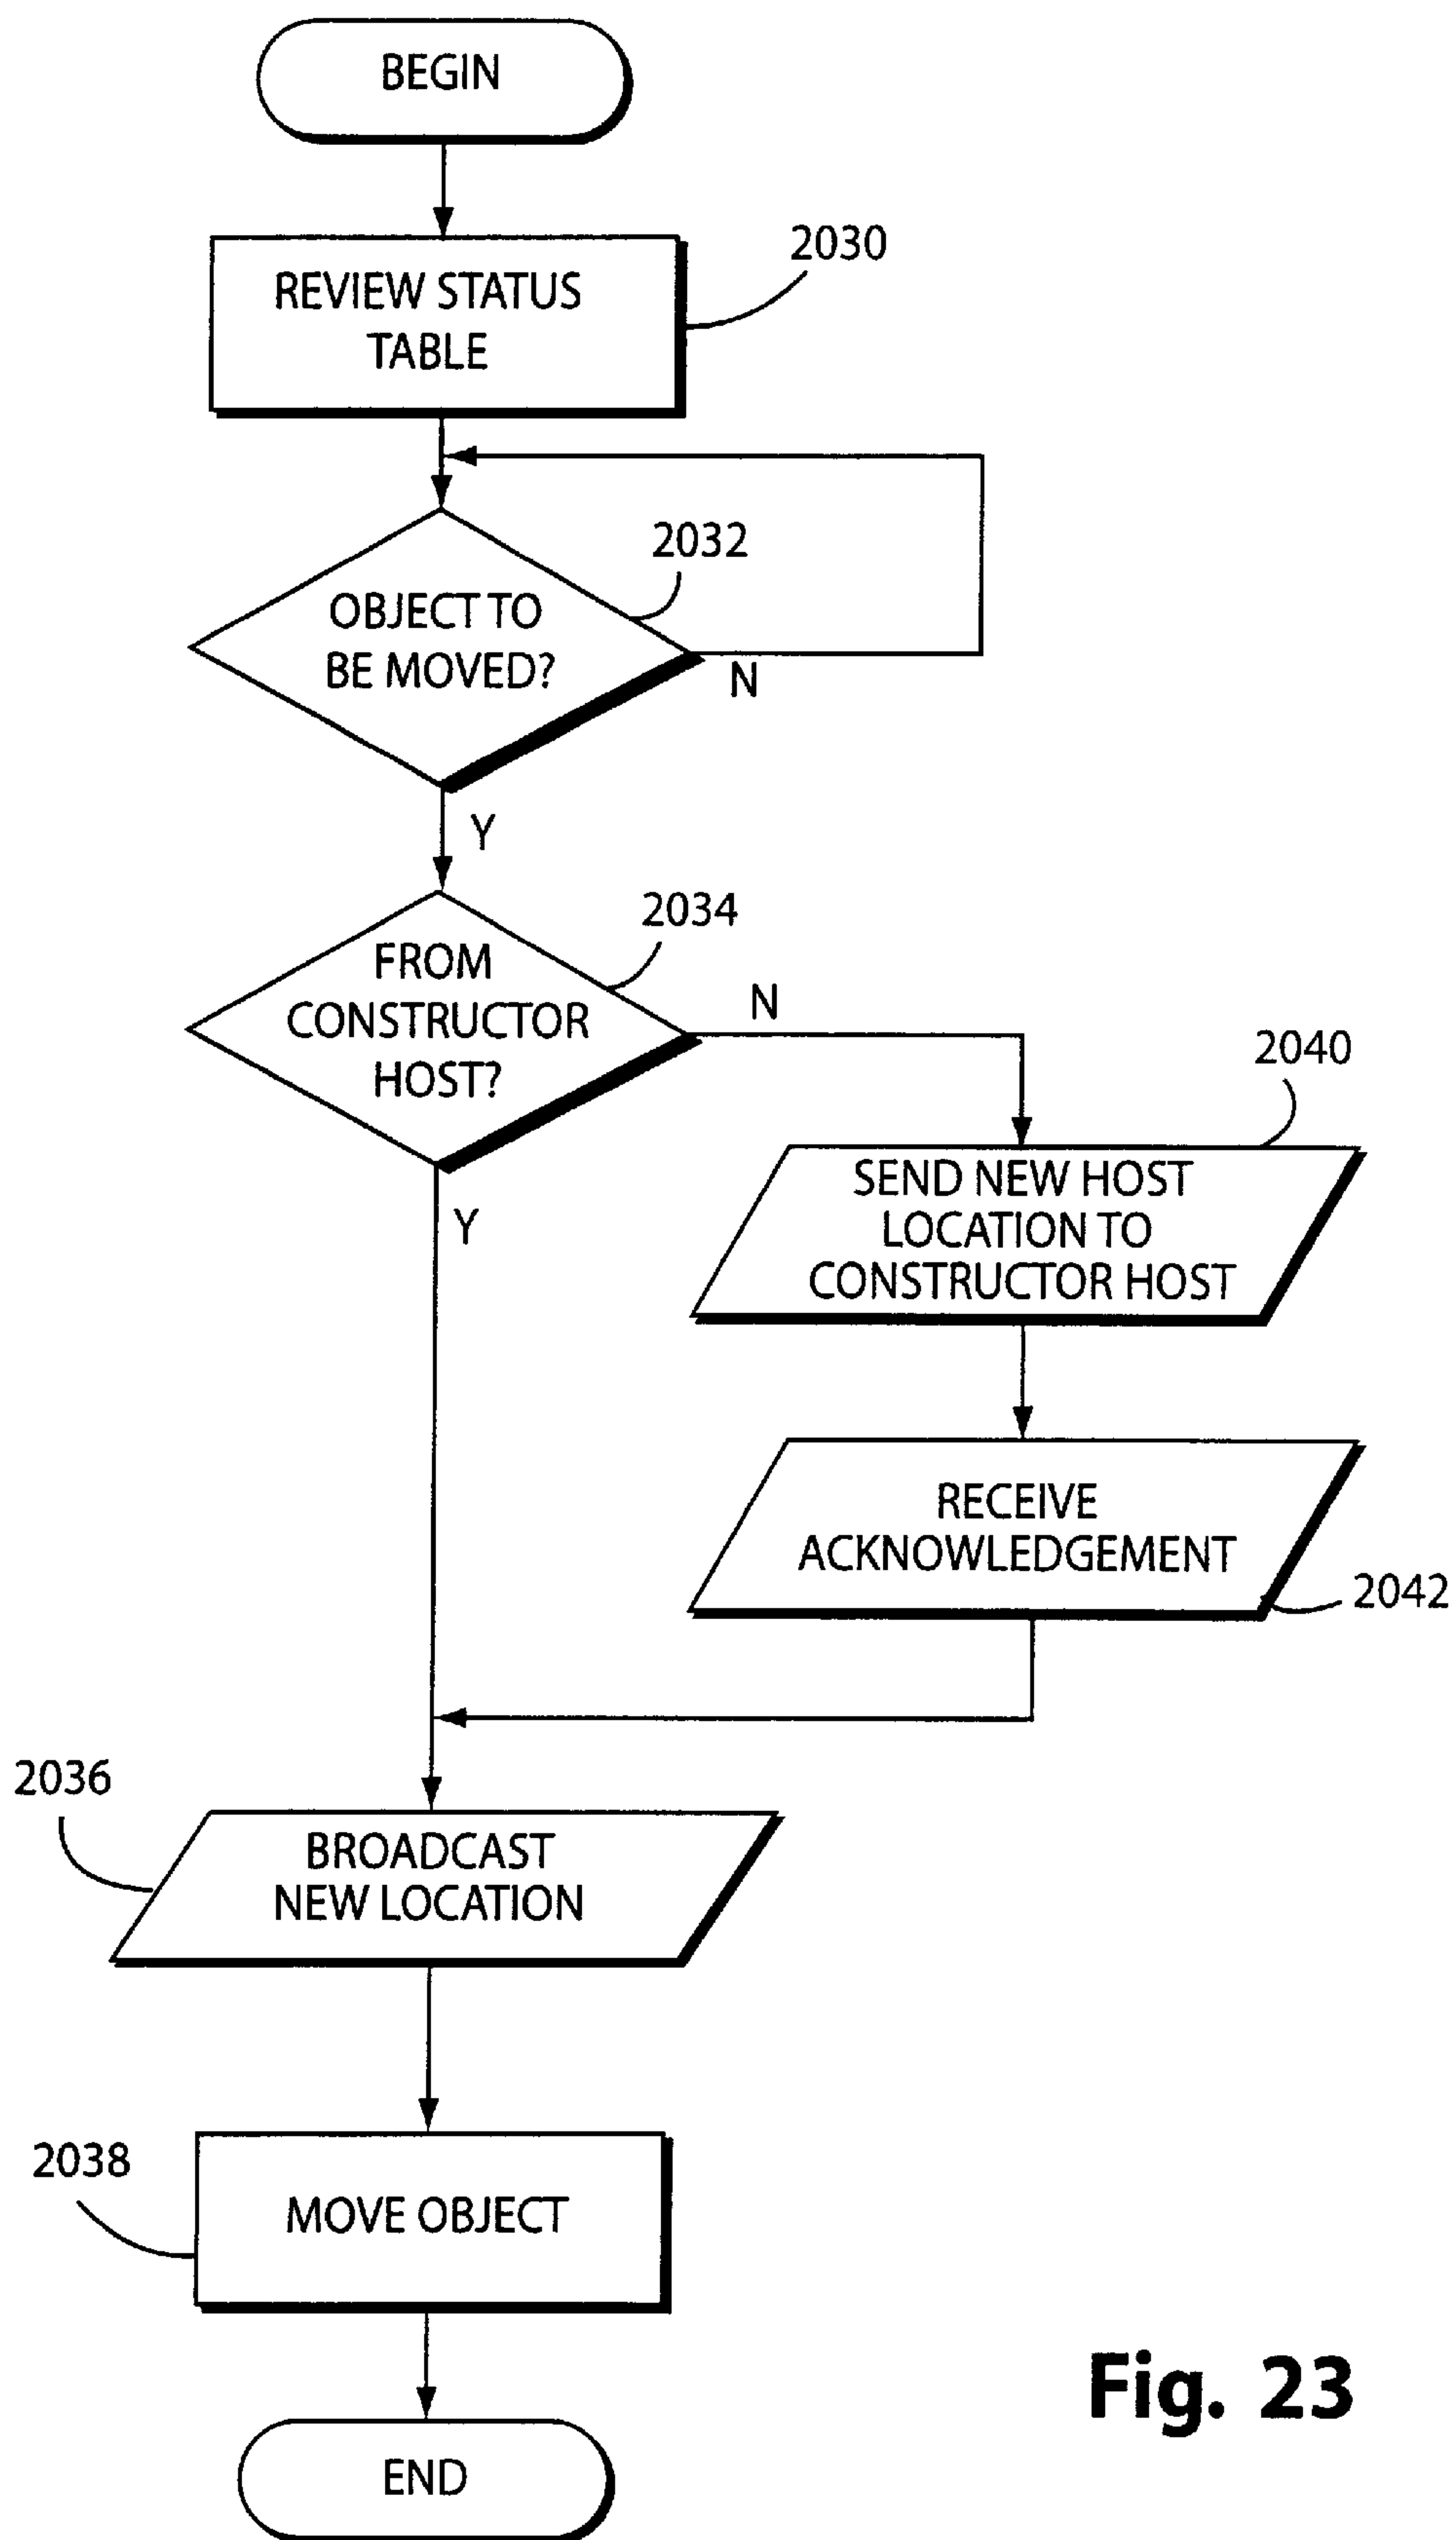 BEGIN
REVIEW STATUS
TABLE
2030
OBJECT TO
BE MOVED?
2032
N
Y
FROM
CONSTRUCTOR
HOST?
2034
N
Y
2040
SEND NEW HOST
LOCATION TO
CONSTRUCTOR HOST
RECEIVE
ACKNOWLEDGEMENT
2042
2036
BROADCAST
NEW LOCATION
2038
MOVE OBJECT
END
Fig. 23